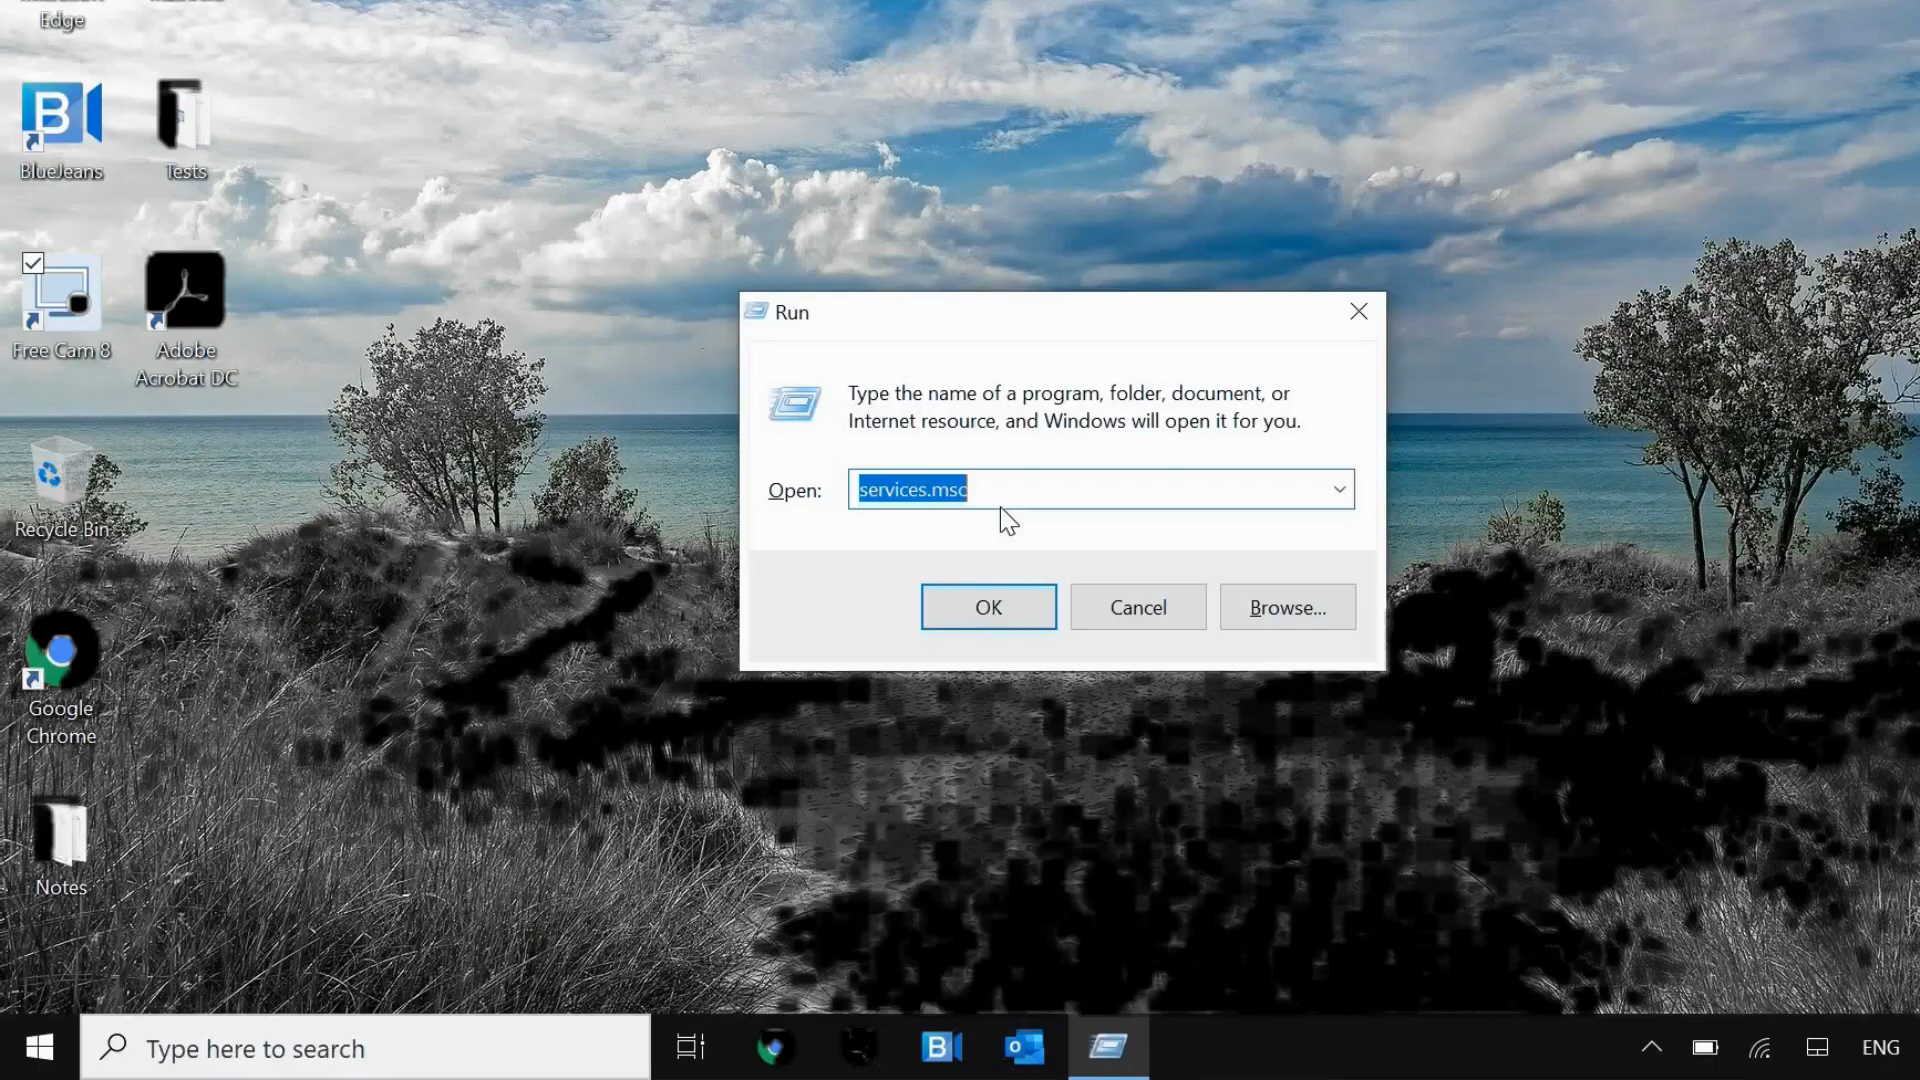 Edge
BlueJeans
Tests
Free Cam 8
Adobe
Acrobat DC
Recycle Bin
Google
Chrome
Notes
Run
Type the name of a program, folder, document, or
Internet resource, and Windows will open it for you.
Open:
services.msc
OK
Cancel
Browse...
Type here to search
ENG